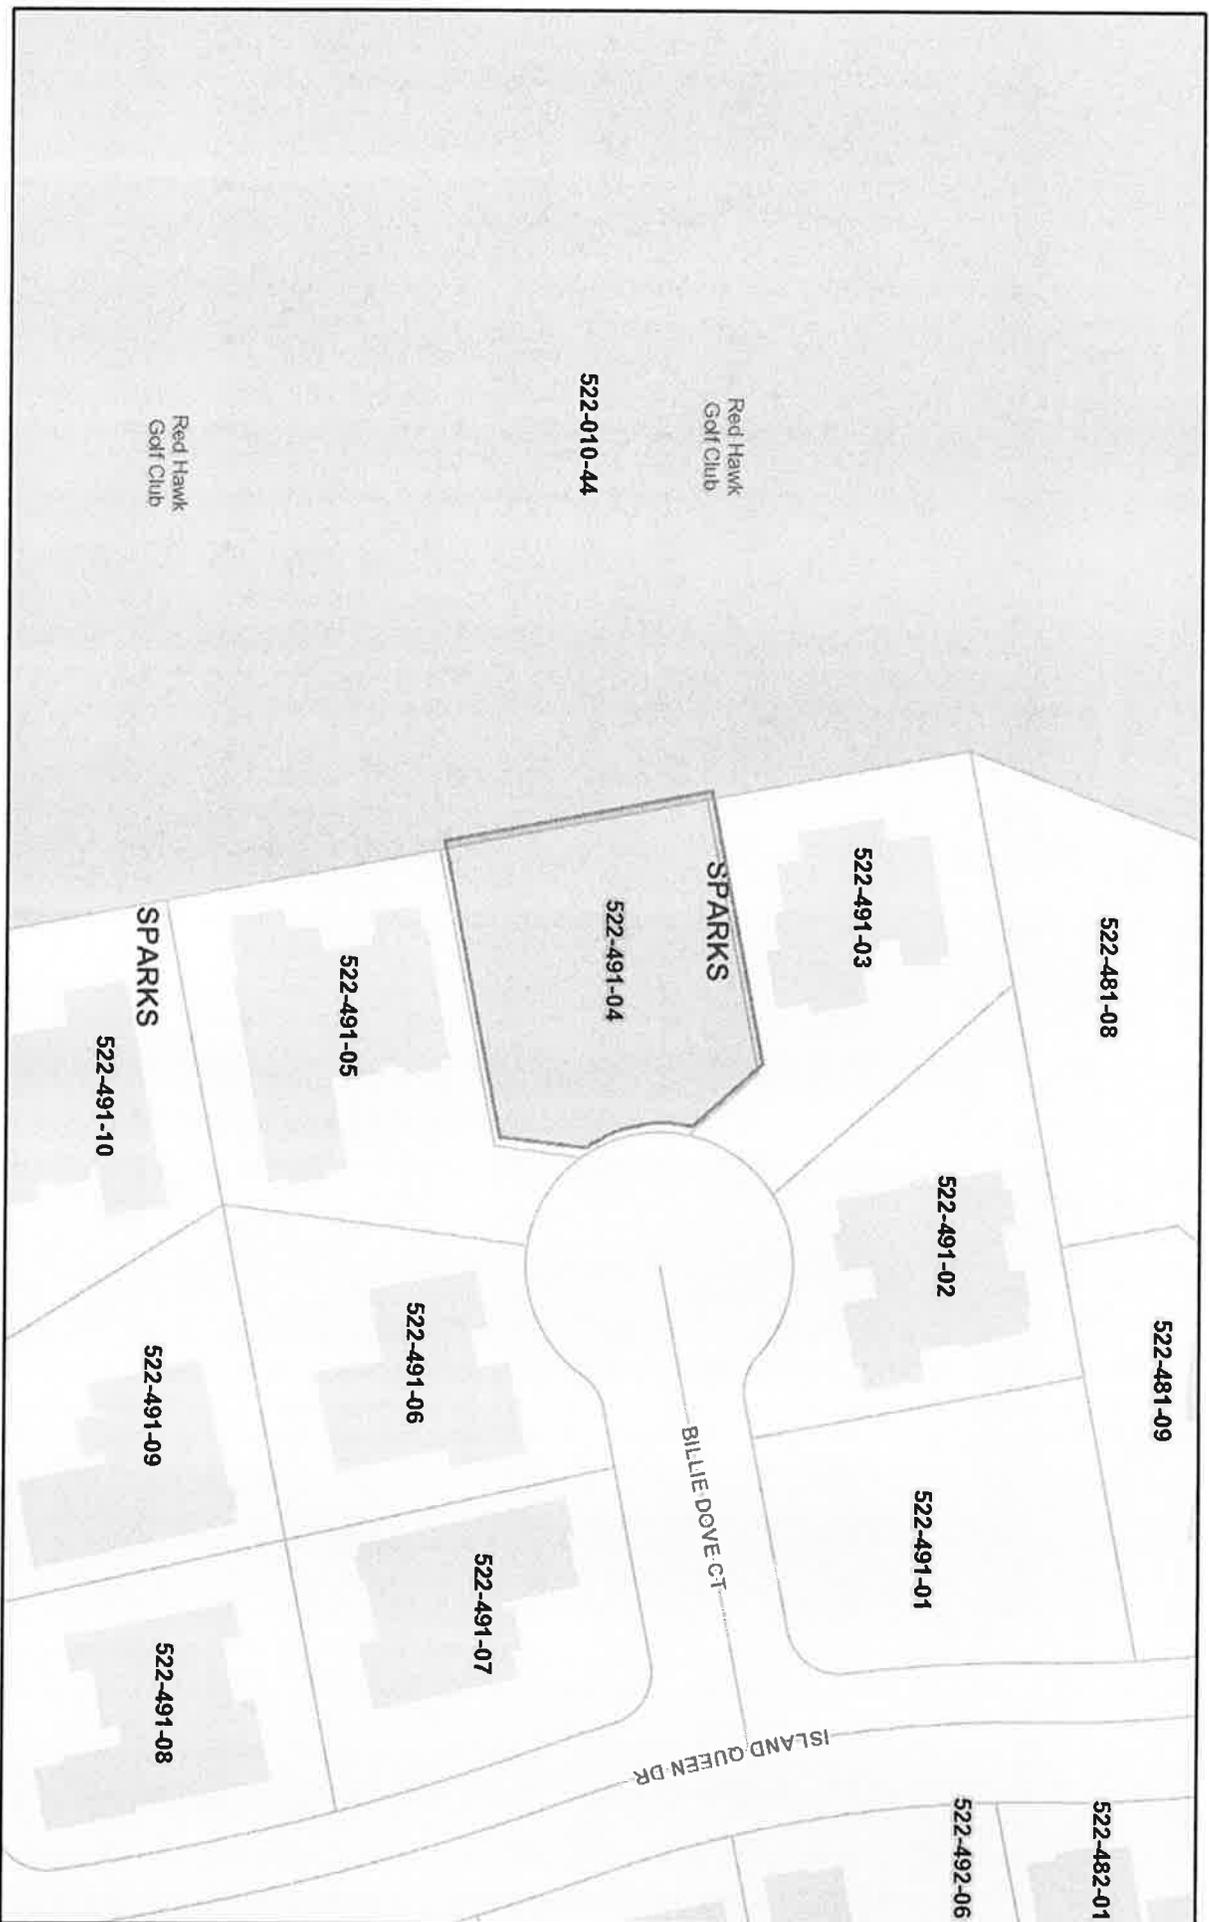 522-481-08
522-481-09
522-482-01
522-491-03
522-491-02
522-491-01
522-492-06
Red Hawk
Golf Club
SPARKS
BILLIE DOVE CT
ISLAND QUEEN DR
522-010-44
522-491-04
522-491-05
522-491-06
522-491-07
Red Hawk
Golf Club
SPARKS
522-491-10
522-491-09
522-491-08